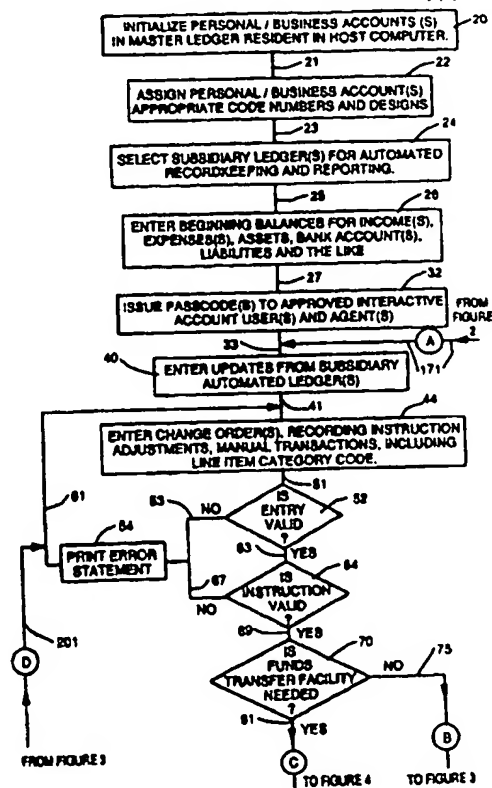 INITIALIZE PERSONAL / BUSINESS ACCOUNTS (S)
IN MASTER LEDGER RESIDENT IN HOST COMPUTER.
20
21
22
ASSIGN PERSONAL / BUSINESS ACCOUNT(S)
APPROPRIATE CODE NUMBERS AND DESIGNS
23
24
SELECT SUBSIDIARY LEDGER(S) FOR AUTOMATED
RECORDKEEPING AND REPORTING.
25
26
ENTER BEGINNING BALANCES FOR INCOME(S),
EXPENSES(S), ASSETS, BANK ACCOUNT(S),
LIABILITIES AND THE LIKE
27
32
ISSUE PASSCODE(S) TO APPROVED INTERACTIVE
ACCOUNT USER(S) AND AGENT(S)
FROM
FIGURE
2
33
A
171
40
ENTER UPDATES FROM SUBSIDIARY
AUTOMATED LEDGER(S)
41
44
ENTER CHANGE ORDER(S), RECORDING INSTRUCTION
ADJUSTMENTS, MANUAL TRANSACTIONS, INCLUDING
LINE ITEM CATEGORY CODE.
61
51
53
NO
IS
ENTRY
VALID
?
52
54
PRINT ERROR
STATEMENT
63
YES
67
NO
IS
INSTRUCTION
VALID
?
64
201
69
YES
70
IS
FUNDS
TRANSFER FACILITY
NEEDED
?
NO
75
D
61
YES
B
FROM FIGURE 3
C
TO FIGURE 4
TO FIGURE 3